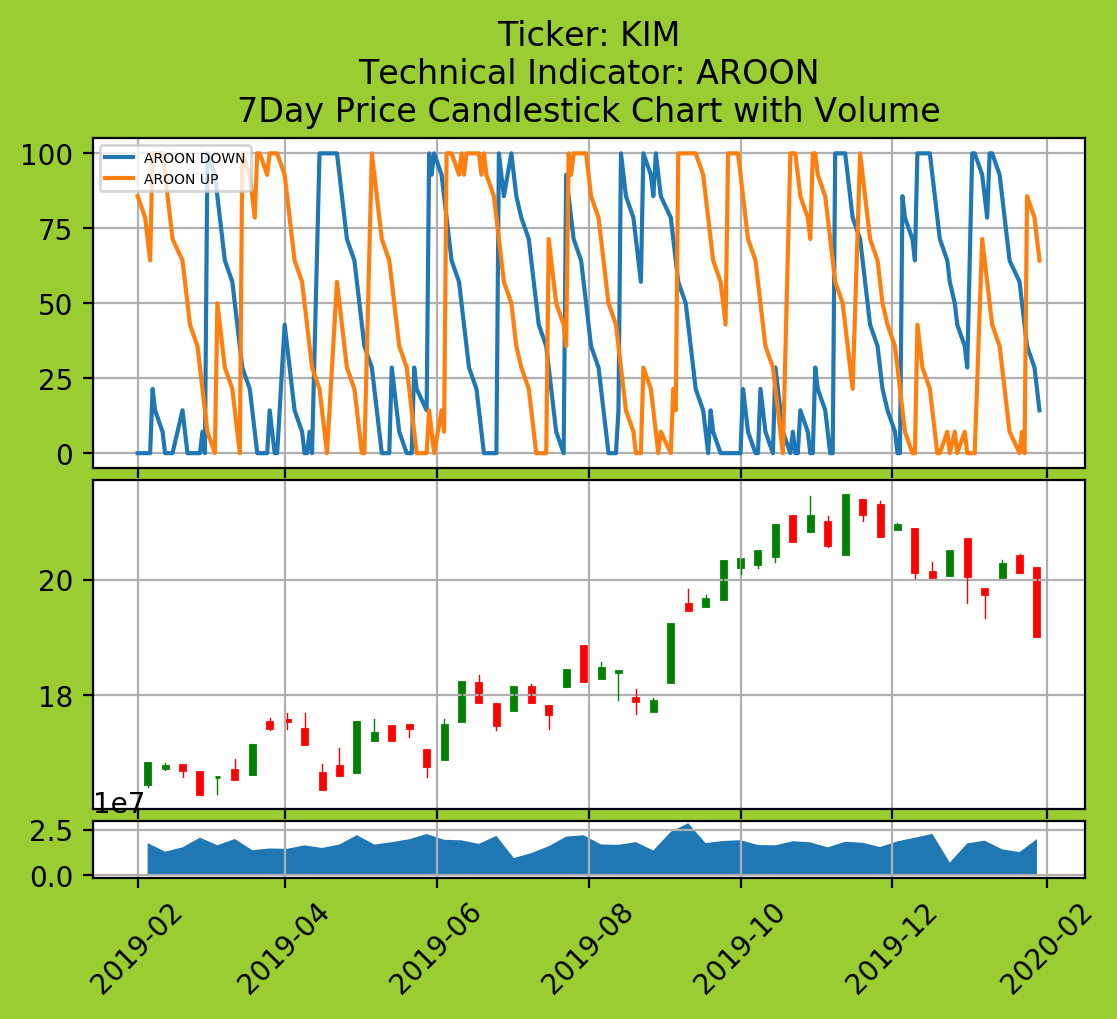 Ticker: KIM
Technical Indicator: AROON
7Day Price Candlestick Chart with Volume
AROON DOWN
AROON UP
100
75
50
25
0
20
18
1e7
2.5
0.0
2019-02
2019-04
2019-06
2019-08
2019-10
2019-12
2020-02